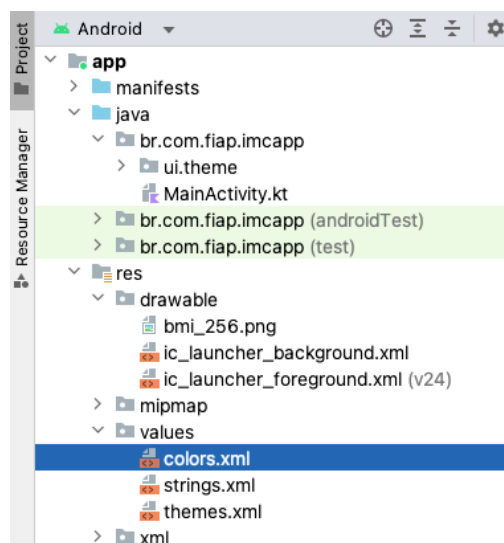 Project
Resource Manager
Android
app
manifests
java
br.com.fiap.imcapp
ui.theme
MainActivity.kt
br.com.fiap.imcapp (androidTest)
br.com.fiap.imcapp (test)
res
drawable
bmi_256.png
ic_launcher_background.xml
ic_launcher_foreground.xml (v24)
mipmap
values
colors.xml
strings.xml
themes.xml
xml